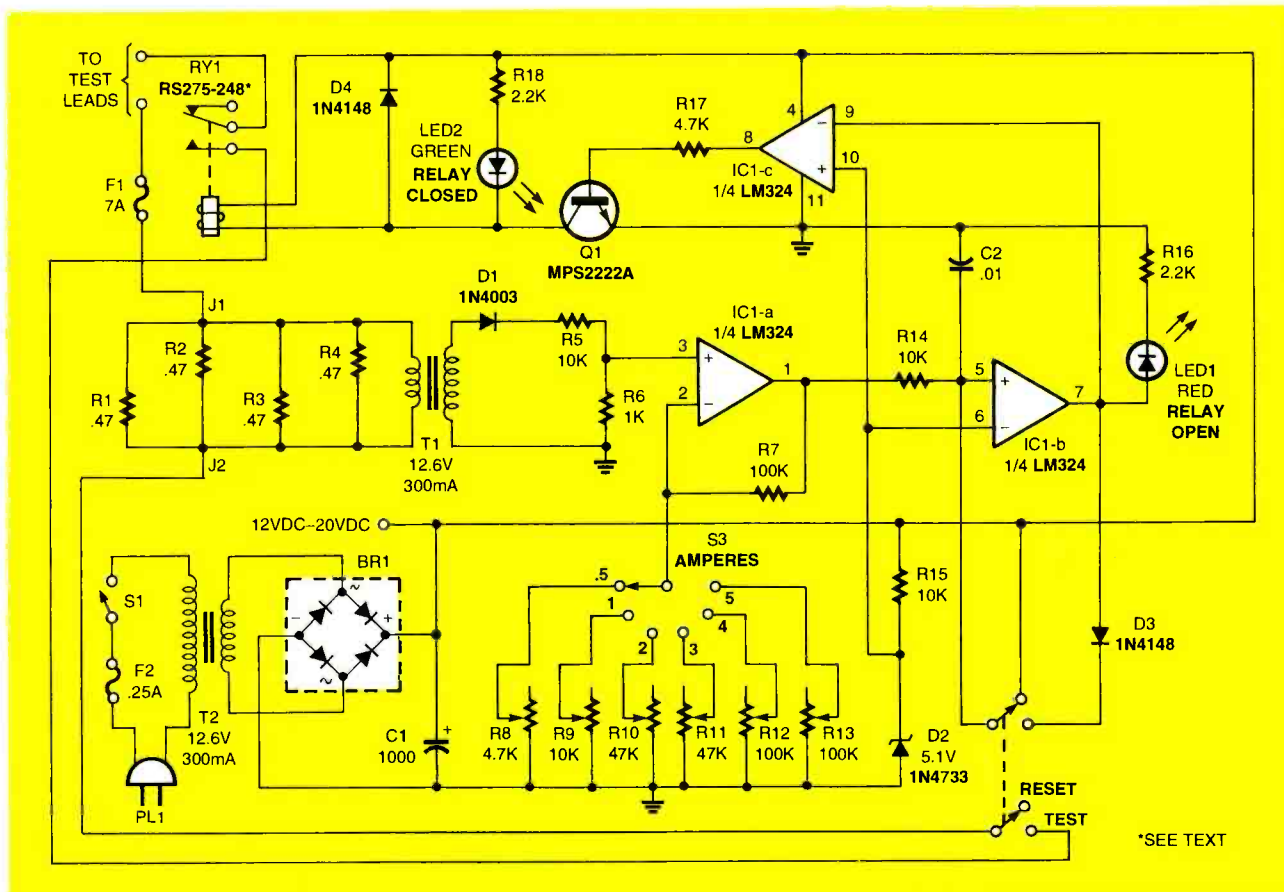 TO
TEST
LEADS
RY1
RS275-248*
F1
7A
D4
1N4148
R18
2.2K
LED2
GREEN
RELAY
CLOSED
R17
4.7K
Q1
MPS2222A
8
4
9
10
11
IC1-c
1/4 LM324
C2
.01
R16
2.2K
LED1
RED
RELAY
OPEN
J1
R1
.47
R2
.47
R3
.47
R4
.47
J2
T1
12.6V
300mA
D1
1N4003
R5
10K
R6
1K
IC1-a
1/4 LM324
3
2
1
R7
100K
R14
10K
5
6
7
IC1-b
1/4 LM324
12VDC–20VDC
S1
F2
.25A
PL1
T2
12.6V
300mA
BR1
C1
1000
S3
AMPERES
.5
1
2
3
4
5
R8
4.7K
R9
10K
R10
47K
R11
47K
R12
100K
R13
100K
R15
10K
D2
5.1V
1N4733
D3
1N4148
RESET
TEST
*SEE TEXT